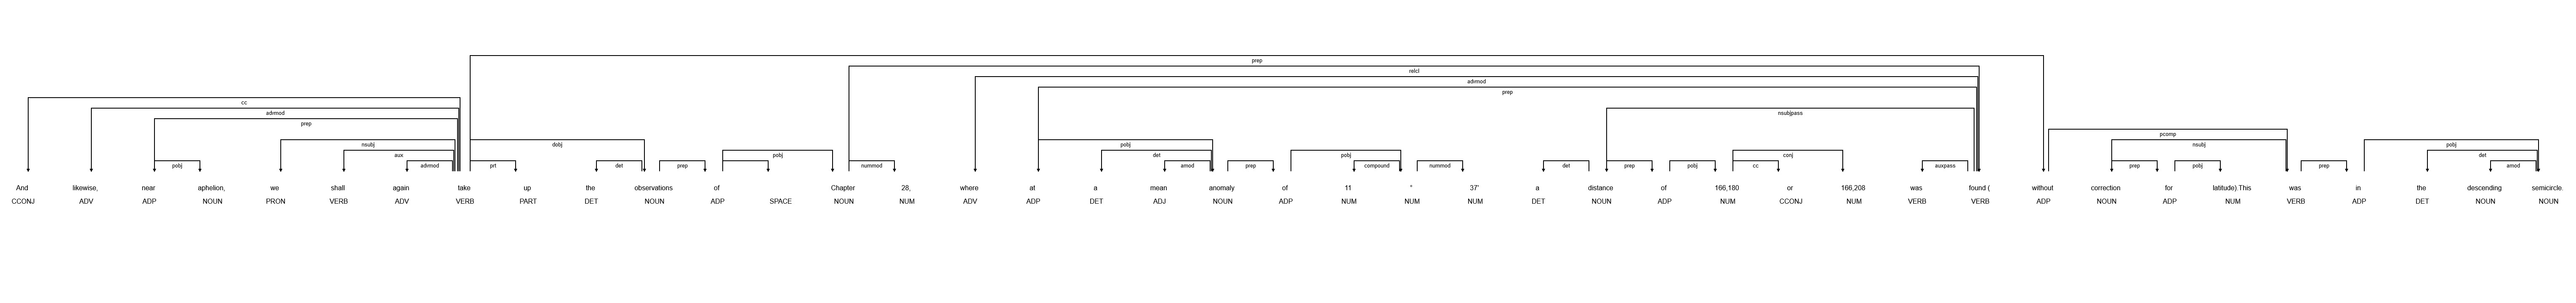 prep
relcl
advmod
prep
cc
advmod nsubjpass
prep
pcomp
nsubj dobj pobj nsubj pobj
aux pobj det pobj conj det
pobj advmod prt det prep nummod amod prep compound nummod det prep pobj cc auxpass prep pobj prep amod
And likewise, near aphelion, we shall again take up the observations of Chapter 28, where at a mean anomaly of 11 ° 37' a distance of 166,180 or 166,208 was found ( without correction for latitude).This was in the descending semicircle.
CCONJ ADV ADP NOUN PRON VERB ADV VERB PART DET NOUN ADP SPACE NOUN NUM ADV ADP DET ADJ NOUN ADP NUM NUM NUM DET NOUN ADP NUM CCONJ NUM VERB VERB ADP NOUN ADP NUM VERB ADP DET NOUN NOUN